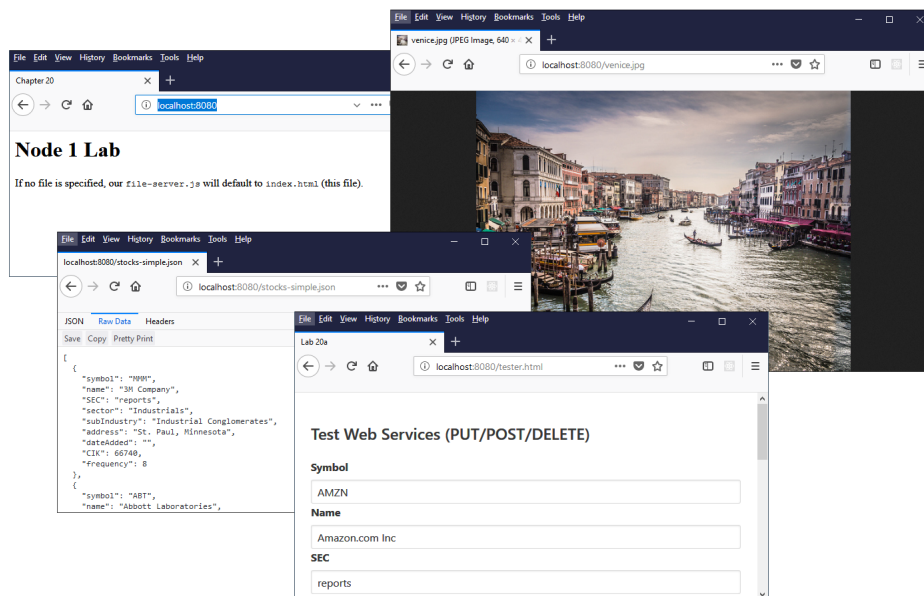 File Edit View History Bookmarks Tools Help
venice.jpg (JPEG Image, 640 ×
localhost:8080/venice.jpg
File Edit View History Bookmarks Tools Help
Chapter 20
localhost:8080
Node 1 Lab
If no file is specified, our file-server.js will default to index.html (this file).
File Edit View History Bookmarks Tools Help
localhost:8080/stocks-simple.json
localhost:8080/stocks-simple.json
JSON Raw Data Headers
Save Copy Pretty Print
[
{
"symbol": "MMM",
"name": "3M Company",
"SEC": "reports",
"sector": "Industrials",
"subIndustry": "Industrial Conglomerates",
"address": "St. Paul, Minnesota",
"dateAdded": "",
"CIK": 66740,
"frequency": 8
},
{
"symbol": "ABT",
"name": "Abbott Laboratories",
File Edit View History Bookmarks Tools Help
Lab 20a
localhost:8080/tester.html
Test Web Services (PUT/POST/DELETE)
Symbol
AMZN
Name
Amazon.com Inc
SEC
reports